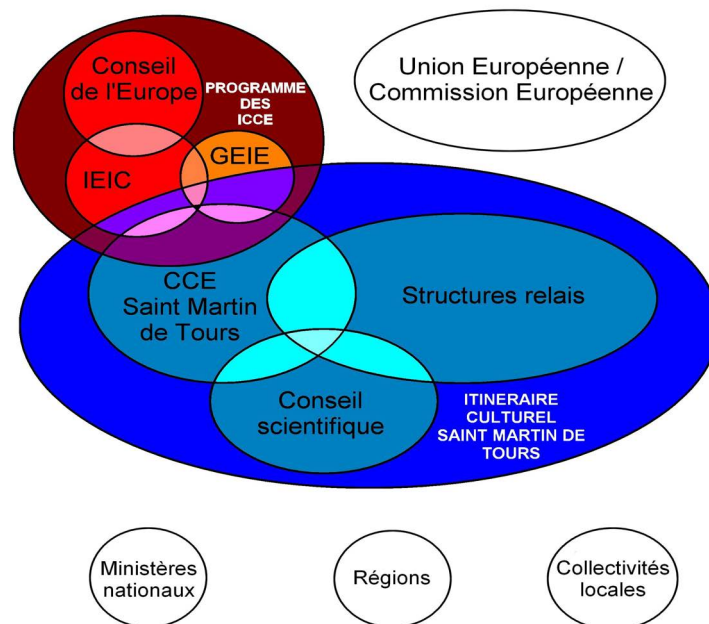 Conseil
de l'Europe
PROGRAMME
DES
ICCE
IEIC
GEIE
Union Européenne /
Commission Européenne
CCE
Saint Martin
de Tours
Structures relais
Conseil
scientifique
ITINERAIRE
CULTUREL
SAINT MARTIN DE
TOURS
Ministères
nationaux
Régions
Collectivités
locales